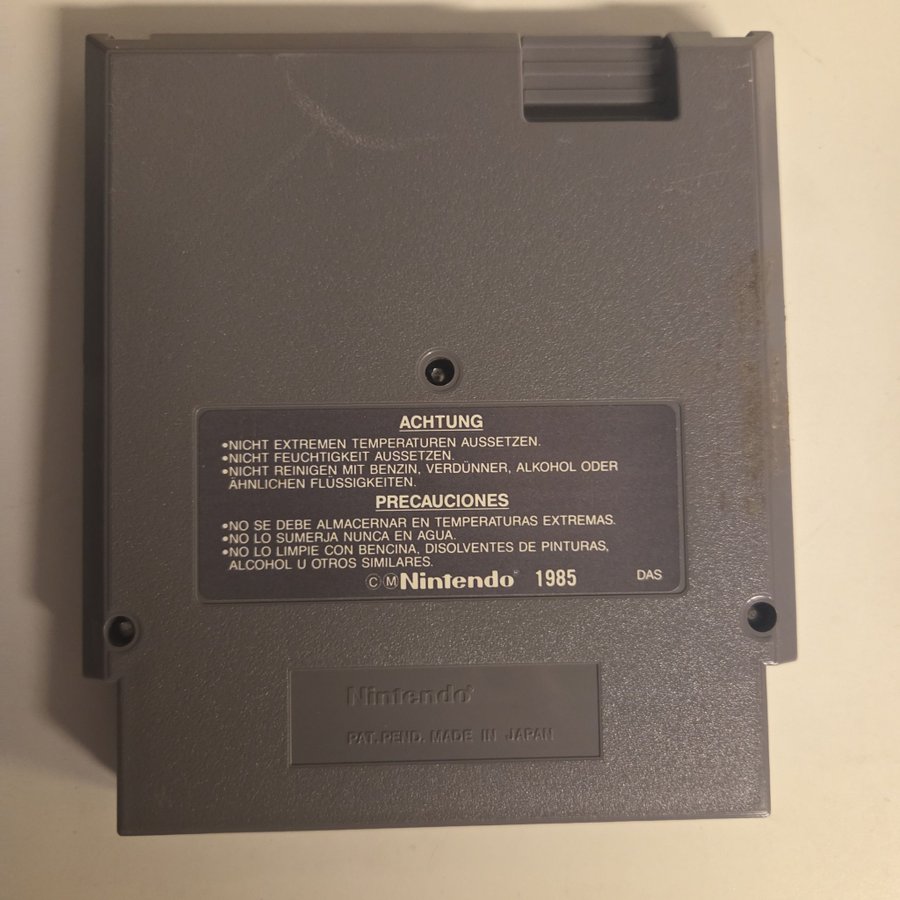 ACHTUNG
•NICHT EXTREMEN TEMPERATUREN AUSSETZEN.
•NICHT FEUCHTIGKEIT AUSSETZEN.
•NICHT REINIGEN MIT BENZIN, VERDÜNNER, ALKOHOL ODER
ÄHNLICHEN FLÜSSIGKEITEN.
PRECAUCIONES
•NO SE DEBE ALMACERNAR EN TEMPERATURAS EXTREMAS.
•NO LO SUMERJA NUNCA EN AGUA.
•NO LO LIMPIE CON BENCINA, DISOLVENTES DE PINTURAS,
ALCOHOL U OTROS SIMILARES.
ⒸⓂNintendo® 1985 DAS
Nintendo®
PAT. PEND. MADE IN JAPAN